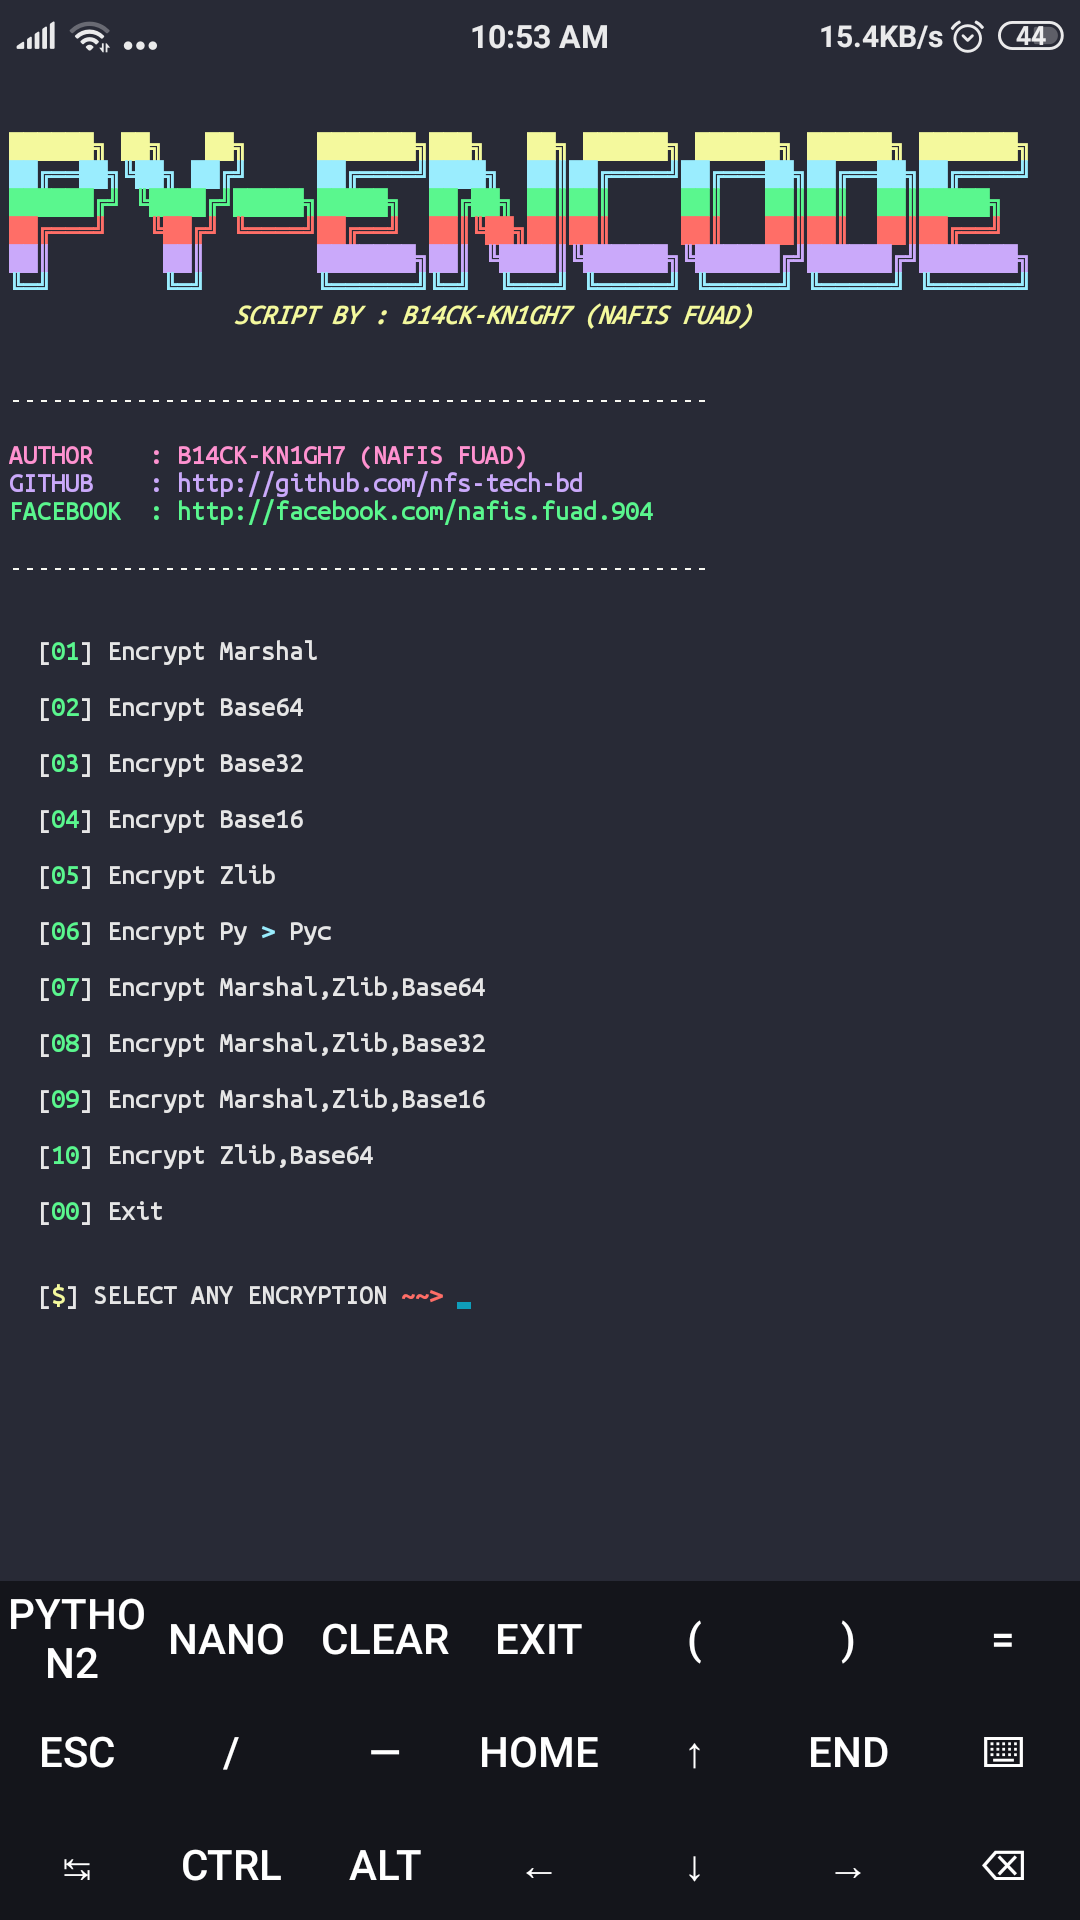 10:53 AM 15.4KB/s 44
PY-ENCODE
SCRIPT BY : B14CK-KN1GH7 (NAFIS FUAD)
--------------------------------------------------
AUTHOR    : B14CK-KN1GH7 (NAFIS FUAD)
GITHUB    : http://github.com/nfs-tech-bd
FACEBOOK  : http://facebook.com/nafis.fuad.904
--------------------------------------------------
[01] Encrypt Marshal
[02] Encrypt Base64
[03] Encrypt Base32
[04] Encrypt Base16
[05] Encrypt Zlib
[06] Encrypt Py > Pyc
[07] Encrypt Marshal,Zlib,Base64
[08] Encrypt Marshal,Zlib,Base32
[09] Encrypt Marshal,Zlib,Base16
[10] Encrypt Zlib,Base64
[00] Exit
[$] SELECT ANY ENCRYPTION ~~>
PYTHO
N2 NANO CLEAR EXIT ( ) =
ESC / — HOME ↑ END
↹ CTRL ALT ← ↓ →